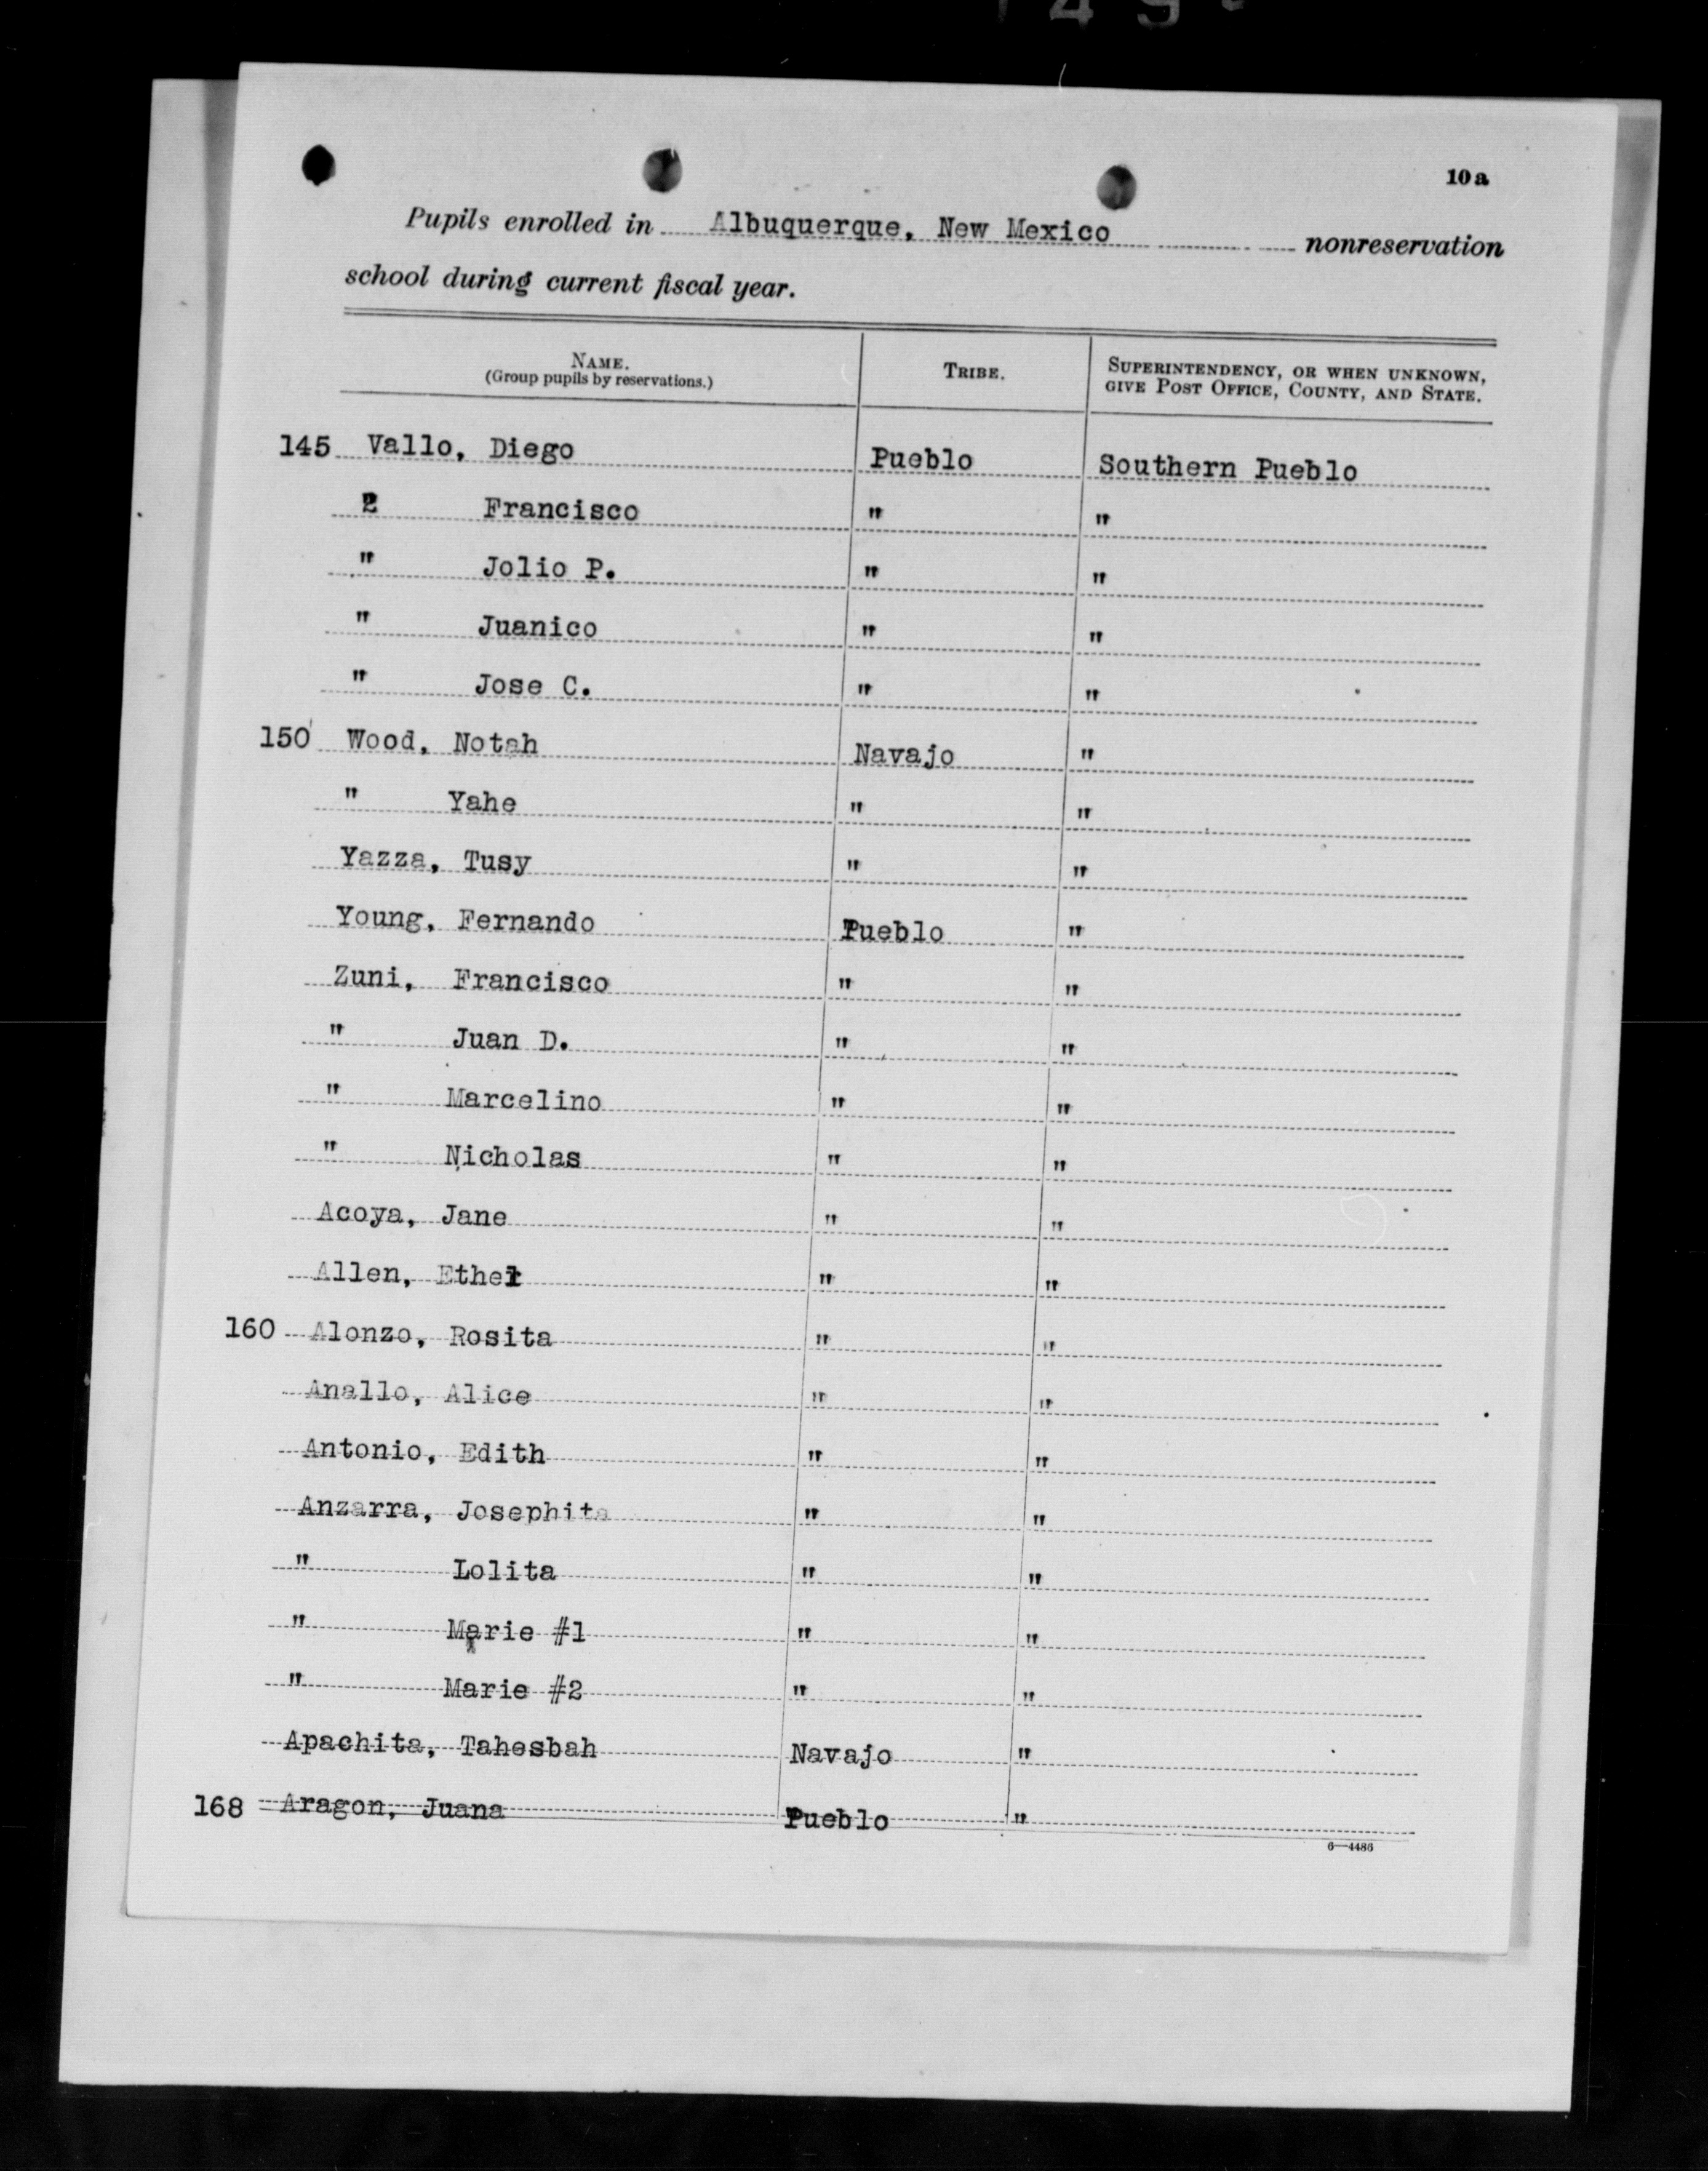 10a
Pupils enrolled in Albuquerque, New Mexico nonreservation
school during current fiscal year.
NAME. TRIBE. SUPERINTENDENCY, OR WHEN UNKNOWN,
(Group pupils by reservations.) GIVE POST OFFICE, COUNTY, AND STATE.
145 Vallo, Diego Pueblo Southern Pueblo
2 Francisco " "
" Jolio P. " "
" Juanico " "
" Jose C. " "
150 Wood, Notah Navajo "
" Yahe " "
Yazza, Tusy " "
Young, Fernando Pueblo "
Zuni, Francisco " "
" Juan D. " "
" Marcelino " "
" Nicholas " "
Acoya, Jane " "
Allen, Ethel " "
160 Alonzo, Rosita " "
Anallo, Alice " "
Antonio, Edith " "
Anzarra, Josephita " "
" Lolita " "
" Marie #1 " "
" Marie #2 " "
Apachita, Tahesbah Navajo "
168 Aragon, Juana Pueblo "
6—4486